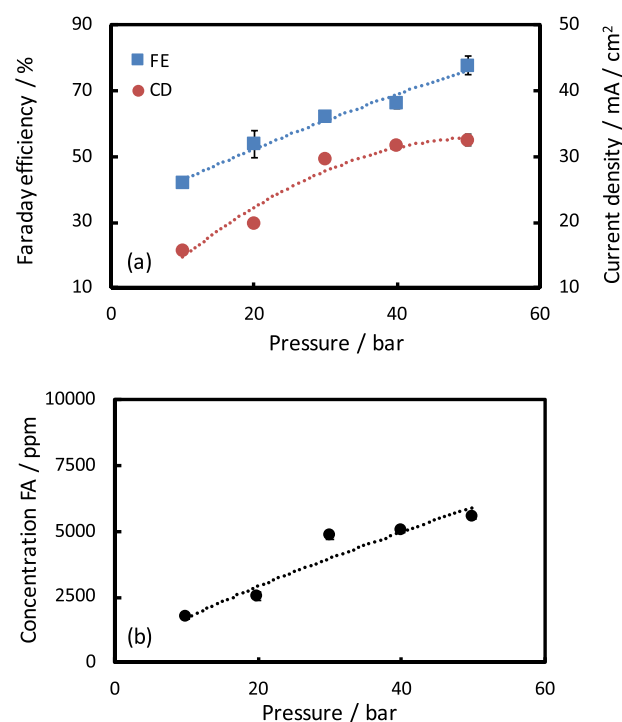 Faraday efficiency / %
90
70
50
30
10
FE
CD
(a)
50
40
30
20
10
Current density / mA / cm²
0
20
40
60
Pressure / bar
Concentration FA / ppm
10000
7500
5000
2500
0
(b)
0
20
40
60
Pressure / bar